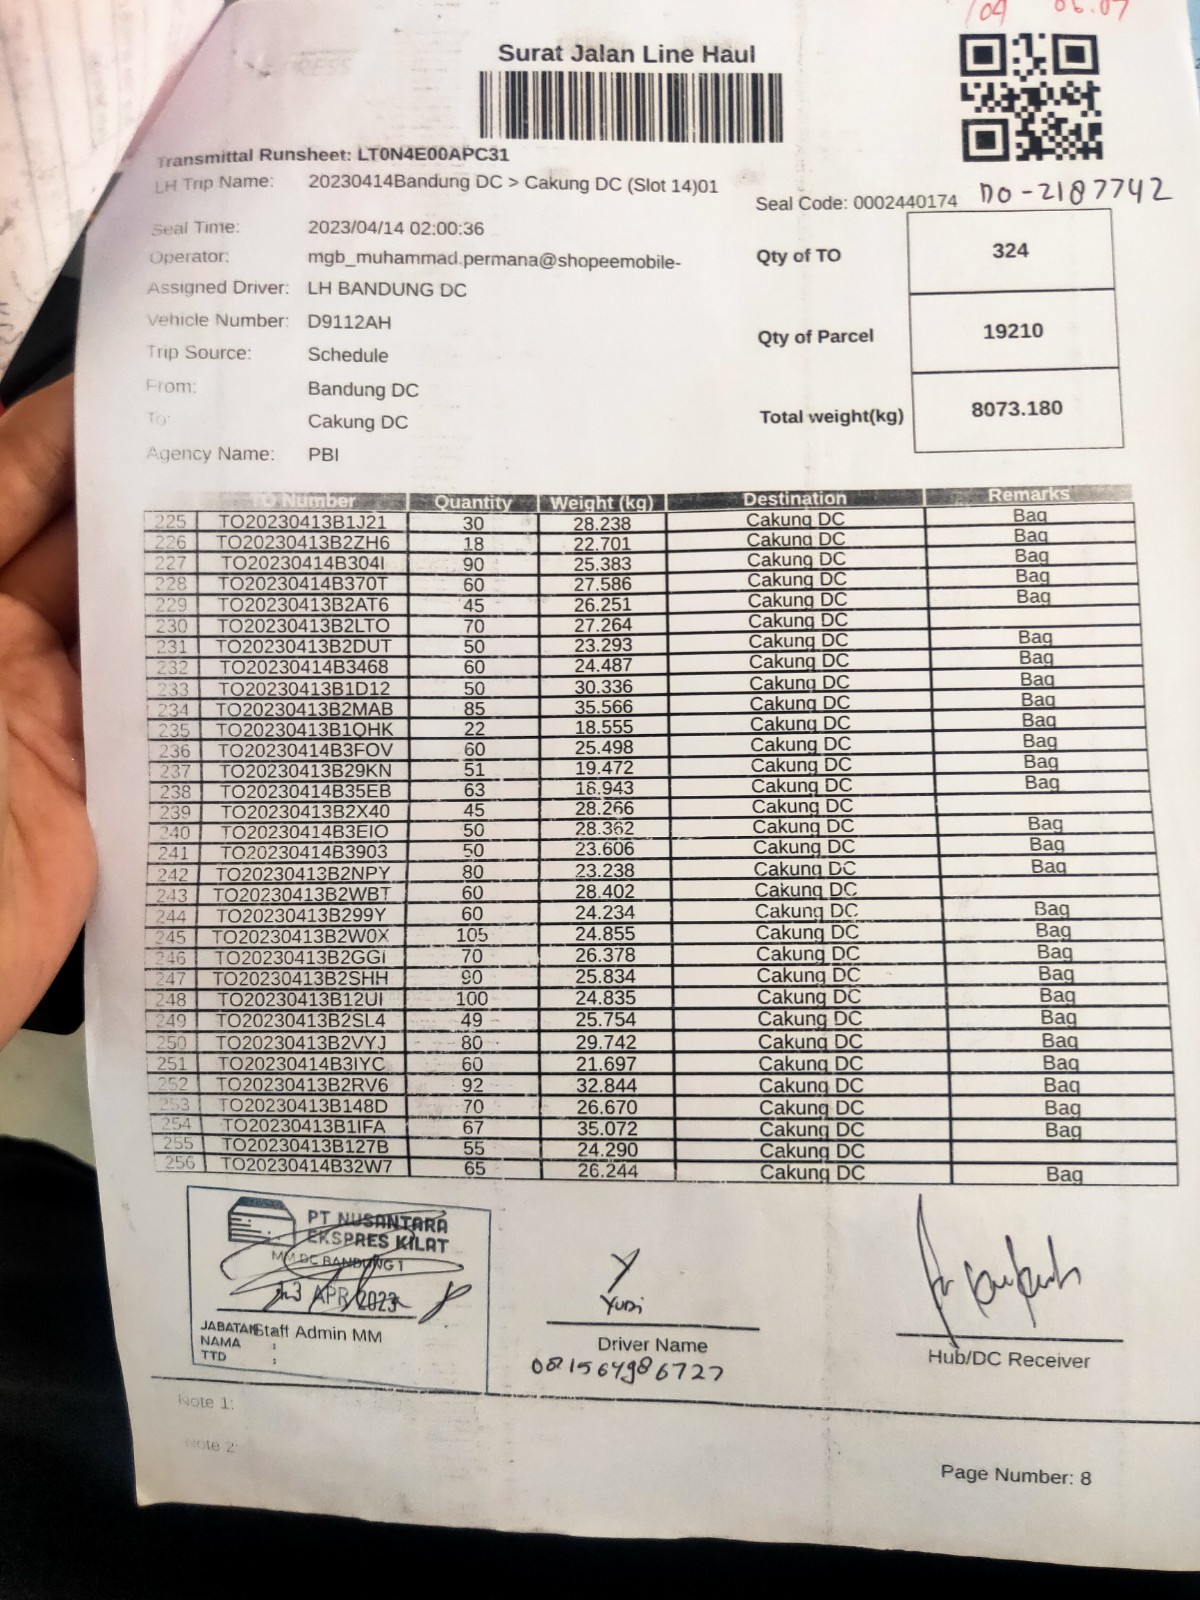 /04 06.07
Surat Jalan Line Haul
Transmittal Runsheet: LT0N4E00APC31
LH Trip Name: 20230414Bandung DC > Cakung DC (Slot 14)01
Seal Code: 0002440174 DO-2187742
Seal Time: 2023/04/14 02:00:36
Operator: mgb_muhammad.permana@shopeemobile-
Assigned Driver: LH BANDUNG DC
Vehicle Number: D9112AH
Trip Source: Schedule
From: Bandung DC
To: Cakung DC
Agency Name: PBI
Qty of TO 324
Qty of Parcel 19210
Total weight(kg) 8073.180
TO Number Quantity Weight (kg) Destination Remarks
225 TO20230413B1J21 30 28.238 Cakung DC Bag
226 TO20230413B2ZH6 18 22.701 Cakung DC Bag
227 TO20230414B304I 90 25.383 Cakung DC Bag
228 TO20230414B370T 60 27.586 Cakung DC Bag
229 TO20230413B2AT6 45 26.251 Cakung DC Bag
230 TO20230413B2LTO 70 27.264 Cakung DC
231 TO20230413B2DUT 50 23.293 Cakung DC Bag
232 TO20230414B3468 60 24.487 Cakung DC Bag
233 TO20230413B1D12 50 30.336 Cakung DC Bag
234 TO20230413B2MAB 85 35.566 Cakung DC Bag
235 TO20230413B1QHK 22 18.555 Cakung DC Bag
236 TO20230414B3FOV 60 25.498 Cakung DC Bag
237 TO20230413B29KN 51 19.472 Cakung DC Bag
238 TO20230414B35EB 63 18.943 Cakung DC Bag
239 TO20230413B2X40 45 28.266 Cakung DC
240 TO20230414B3EIO 50 28.362 Cakung DC Bag
241 TO20230414B3903 50 23.606 Cakung DC Bag
242 TO20230413B2NPY 80 23.238 Cakung DC Bag
243 TO20230413B2WBT 60 28.402 Cakung DC
244 TO20230413B299Y 60 24.234 Cakung DC Bag
245 TO20230413B2W0X 105 24.855 Cakung DC Bag
246 TO20230413B2GGI 70 26.378 Cakung DC Bag
247 TO20230413B2SHH 90 25.834 Cakung DC Bag
248 TO20230413B12UI 100 24.835 Cakung DC Bag
249 TO20230413B2SL4 49 25.754 Cakung DC Bag
250 TO20230413B2VYJ 80 29.742 Cakung DC Bag
251 TO20230414B3IYC 60 21.697 Cakung DC Bag
252 TO20230413B2RV6 92 32.844 Cakung DC Bag
253 TO20230413B148D 70 26.670 Cakung DC Bag
254 TO20230413B1IFA 67 35.072 Cakung DC Bag
255 TO20230413B127B 55 24.290 Cakung DC
256 TO20230414B32W7 65 26.244 Cakung DC Bag
PT NUSANTARA
EKSPRES KILAT
MM DC BANDUNG 1
APR 2023
JABATAN Staff Admin MM
NAMA :
TTD :
Yudi
Driver Name
081564986727
Hub/DC Receiver
Note 1:
Note 2:
Page Number: 8